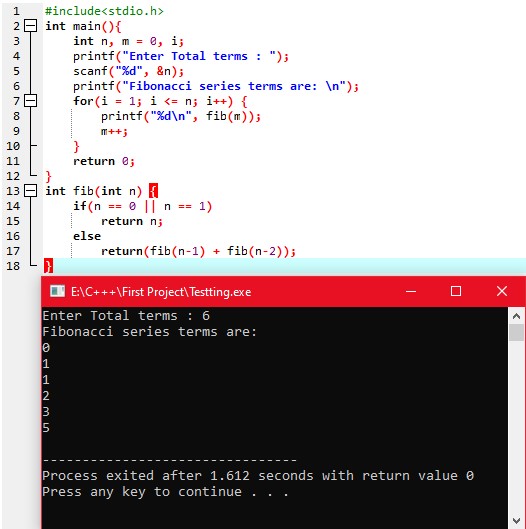 1 #include<stdio.h>
2 int main(){
3 int n, m = 0, i;
4 printf("Enter Total terms : ");
5 scanf("%d", &n);
6 printf("Fibonacci series terms are: \n");
7 for(i = 1; i <= n; i++) {
8 printf("%d\n", fib(m));
9 m++;
10 }
11 return 0;
12 }
13 int fib(int n) {
14 if(n == 0 || n == 1)
15 return n;
16 else
17 return(fib(n-1) + fib(n-2));
18 }
E:\C+++\First Project\Testting.exe
Enter Total terms : 6
Fibonacci series terms are:
0
1
1
2
3
5
--------------------------------
Process exited after 1.612 seconds with return value 0
Press any key to continue . . .